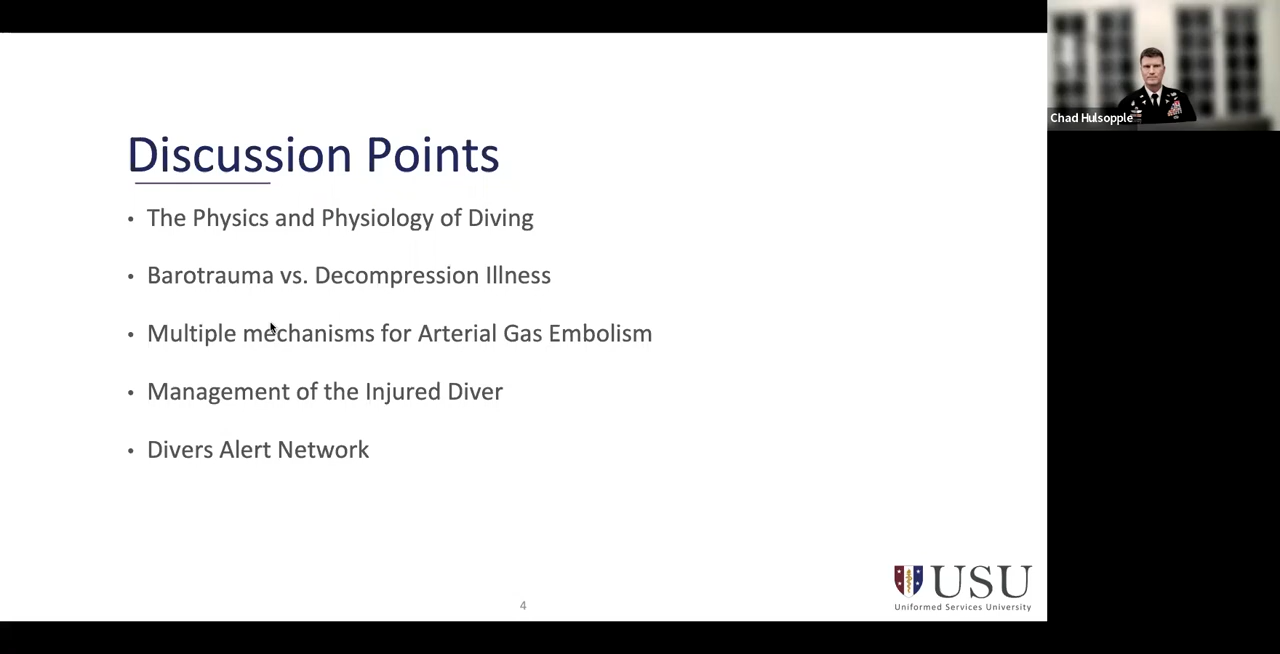 Discussion Points
• The Physics and Physiology of Diving
• Barotrauma vs. Decompression Illness
• Multiple mechanisms for Arterial Gas Embolism
• Management of the Injured Diver
• Divers Alert Network
4
USU
Uniformed Services University
Chad Hulsopple